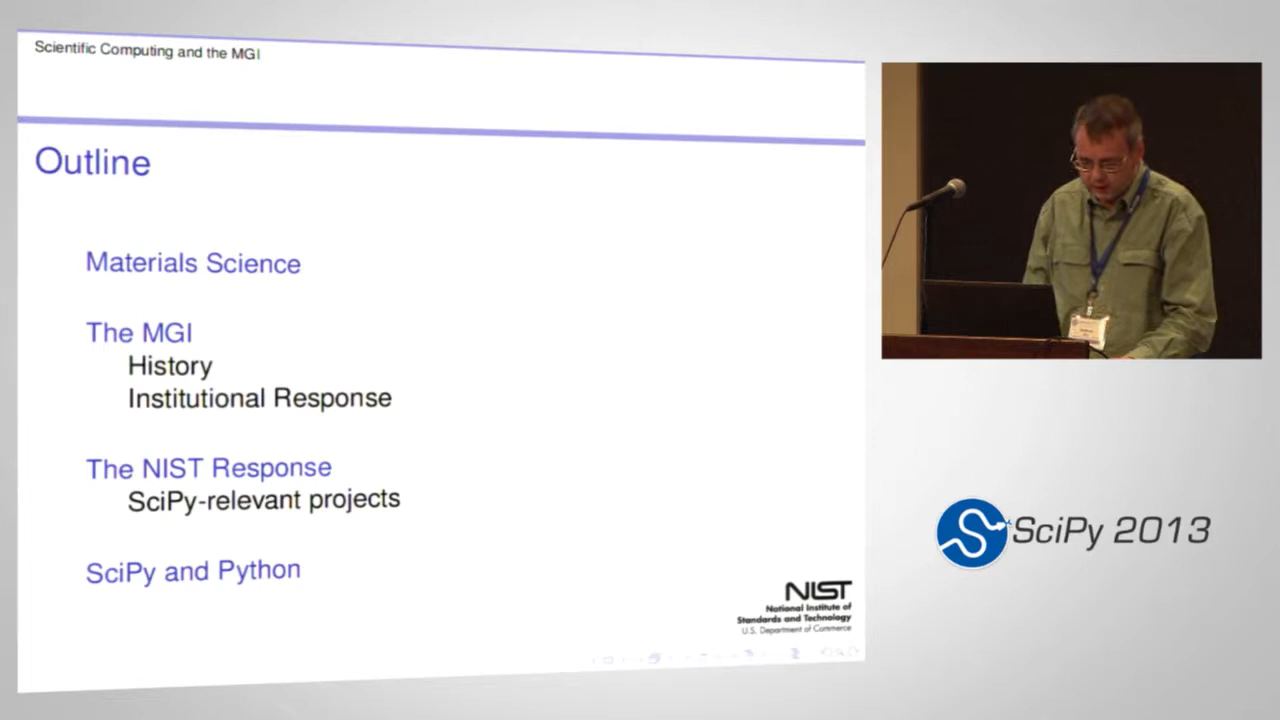 Scientific Computing and the MGI
Outline
Materials Science
The MGI
History
Institutional Response
The NIST Response
SciPy-relevant projects
SciPy and Python
NIST
National Institute of
Standards and Technology
U.S. Department of Commerce
SciPy 2013